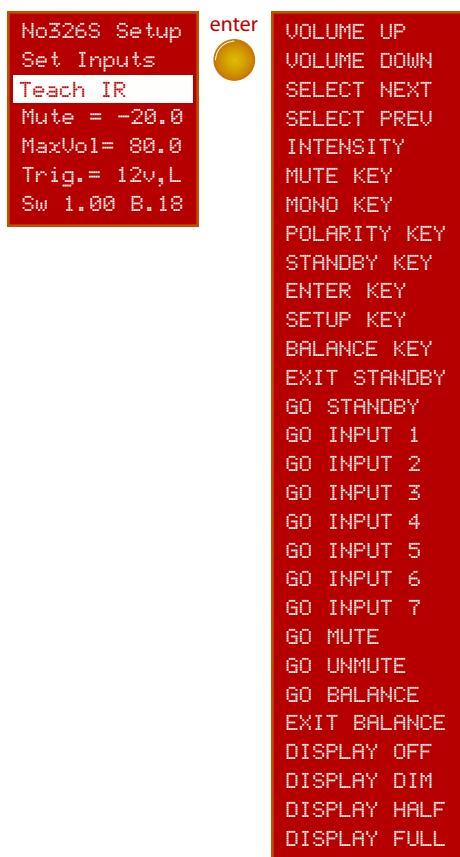 No326S Setup
Set Inputs
Teach IR
Mute = -20.0
MaxVol= 80.0
Trig.= 12v,L
Sw 1.00 B.18
enter
VOLUME UP
VOLUME DOWN
SELECT NEXT
SELECT PREV
INTENSITY
MUTE KEY
MONO KEY
POLARITY KEY
STANDBY KEY
ENTER KEY
SETUP KEY
BALANCE KEY
EXIT STANDBY
GO STANDBY
GO INPUT 1
GO INPUT 2
GO INPUT 3
GO INPUT 4
GO INPUT 5
GO INPUT 6
GO INPUT 7
GO MUTE
GO UNMUTE
GO BALANCE
EXIT BALANCE
DISPLAY OFF
DISPLAY DIM
DISPLAY HALF
DISPLAY FULL